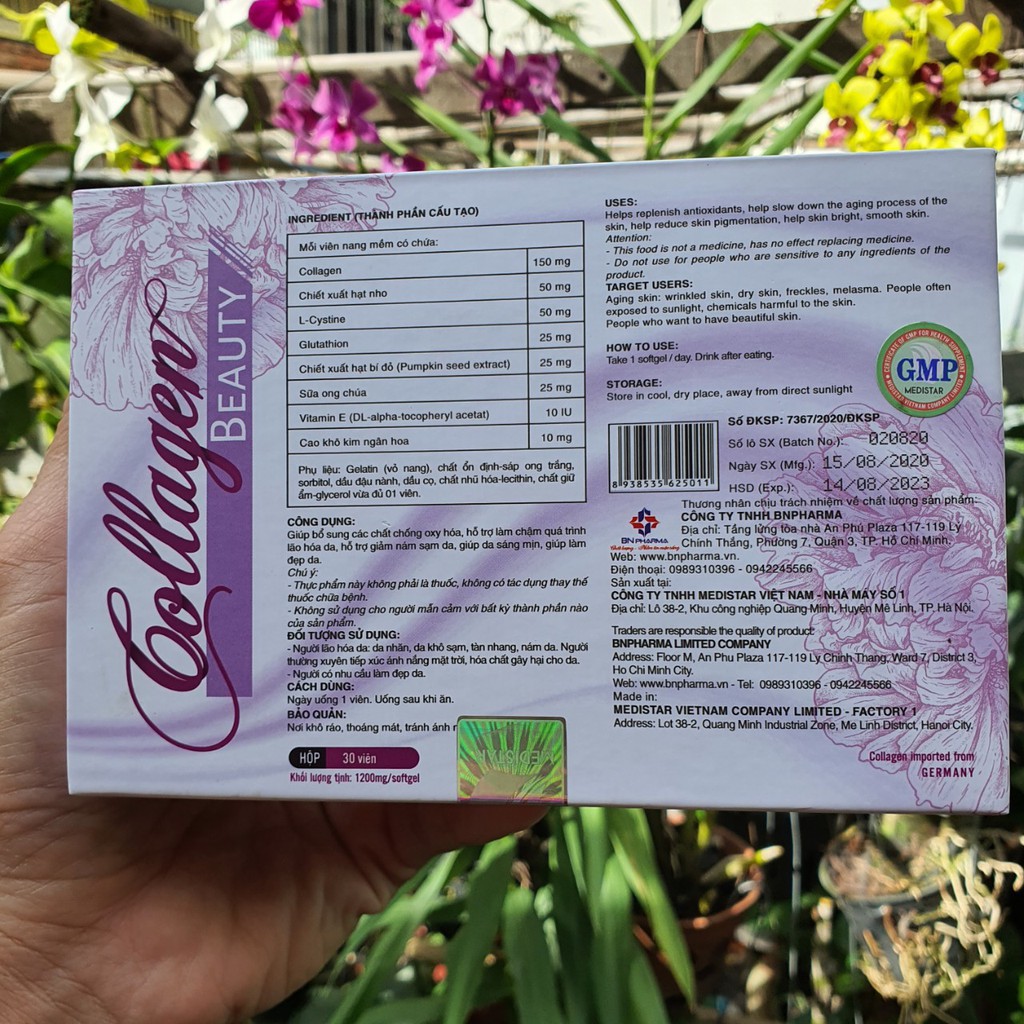 Collagen
BEAUTY
INGREDIENT (THÀNH PHẦN CẤU TẠO)
Mỗi viên nang mềm có chứa:
Collagen 150 mg
Chiết xuất hạt nho 50 mg
L-Cystine 50 mg
Glutathion 25 mg
Chiết xuất hạt bí đỏ (Pumpkin seed extract) 25 mg
Sữa ong chúa 25 mg
Vitamin E (DL-alpha-tocopheryl acetat) 10 IU
Cao khô kim ngân hoa 10 mg
Phụ liệu: Gelatin (vỏ nang), chất ổn định-sáp ong trắng,
sorbitol, dầu đậu nành, dầu cọ, chất nhũ hóa-lecithin, chất giữ
ẩm-glycerol vừa đủ 01 viên.
CÔNG DỤNG:
Giúp bổ sung các chất chống oxy hóa, hỗ trợ làm chậm quá trình
lão hóa da, hỗ trợ giảm nám sạm da, giúp da sáng mịn, giúp làm
đẹp da.
Chú ý:
- Thực phẩm này không phải là thuốc, không có tác dụng thay thế
thuốc chữa bệnh.
- Không sử dụng cho người mẫn cảm với bất kỳ thành phần nào
của sản phẩm.
ĐỐI TƯỢNG SỬ DỤNG:
- Người lão hóa da: da nhăn, da khô sạm, tàn nhang, nám da. Người
thường xuyên tiếp xúc ánh nắng mặt trời, hóa chất gây hại cho da.
- Người có nhu cầu làm đẹp da.
CÁCH DÙNG:
Ngày uống 1 viên. Uống sau khi ăn.
BẢO QUẢN:
Nơi khô ráo, thoáng mát, tránh ánh
HỘP 30 viên
Khối lượng tịnh: 1200mg/softgel
MEDISTAR
USES:
Helps replenish antioxidants, help slow down the aging process of the
skin, help reduce skin pigmentation, help skin bright, smooth skin.
Attention:
- This food is not a medicine, has no effect replacing medicine.
- Do not use for people who are sensitive to any ingredients of the
product.
TARGET USERS:
Aging skin: wrinkled skin, dry skin, freckles, melasma. People often
exposed to sunlight, chemicals harmful to the skin.
People who want to have beautiful skin.
HOW TO USE:
Take 1 softgel / day. Drink after eating.
STORAGE:
Store in cool, dry place, away from direct sunlight
CERTIFICATE OF GMP FOR HEALTH SUPPLEMENTS
GMP
MEDISTAR
MEDISTAR VIETNAM COMPANY LIMITED
8938535625011
Số ĐKSP: 7367/2020/ĐKSP
Số lô SX (Batch No.): 020820
Ngày SX (Mfg.): 15/08/2020
HSD (Exp.): 14/08/2023
Thương nhân chịu trách nhiệm về chất lượng sản phẩm:
BNPHARMA
CÔNG TY TNHH BNPHARMA
Địa chỉ: Tầng lửng tòa nhà An Phú Plaza 117-119 Lý
Chính Thắng, Phường 7, Quận 3, TP. Hồ Chí Minh.
Web: www.bnpharma.vn.
Điện thoại: 0989310396 - 0942245566
Sản xuất tại:
CÔNG TY TNHH MEDISTAR VIỆT NAM - NHÀ MÁY SỐ 1
Địa chỉ: Lô 38-2, Khu công nghiệp Quang Minh, Huyện Mê Linh, TP. Hà Nội.
Traders are responsible the quality of product:
BNPHARMA LIMITED COMPANY
Address: Floor M, An Phu Plaza 117-119 Ly Chinh Thang, Ward 7, District 3,
Ho Chi Minh City.
Web: www.bnpharma.vn - Tel: 0989310396 - 0942245566
Made in:
MEDISTAR VIETNAM COMPANY LIMITED - FACTORY 1
Address: Lot 38-2, Quang Minh Industrial Zone, Me Linh District, Hanoi City.
Collagen imported from
GERMANY